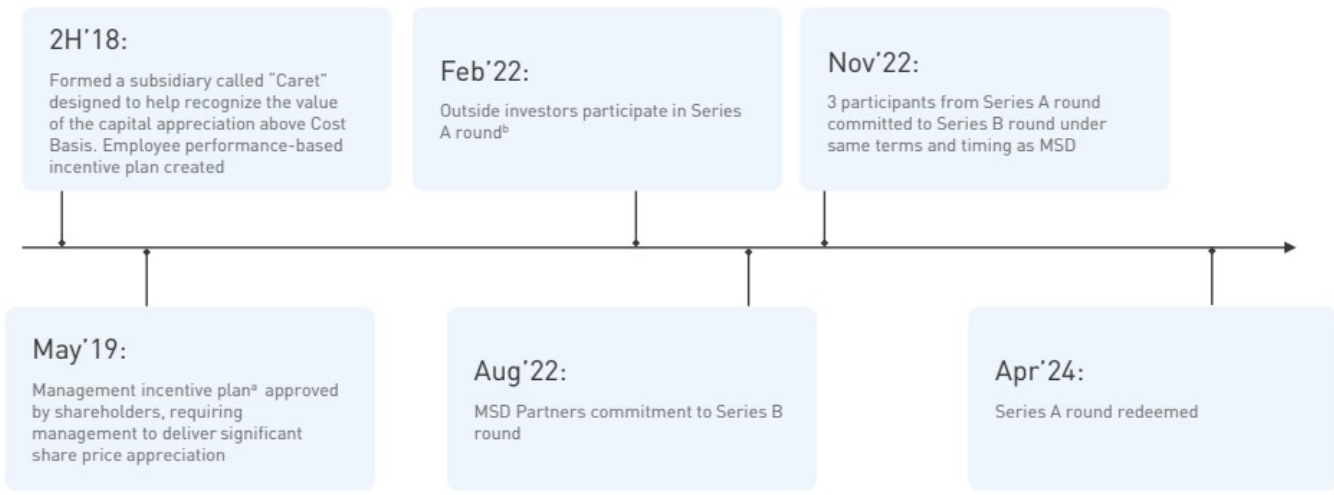 2H'18:
Formed a subsidiary called "Caret"
designed to help recognize the value
of the capital appreciation above Cost
Basis. Employee performance-based
incentive plan created
Feb'22:
Outside investors participate in Series
A roundᵇ
Nov'22:
3 participants from Series A round
committed to Series B round under
same terms and timing as MSD
May'19:
Management incentive planᵃ approved
by shareholders, requiring
management to deliver significant
share price appreciation
Aug'22:
MSD Partners commitment to Series B
round
Apr'24:
Series A round redeemed